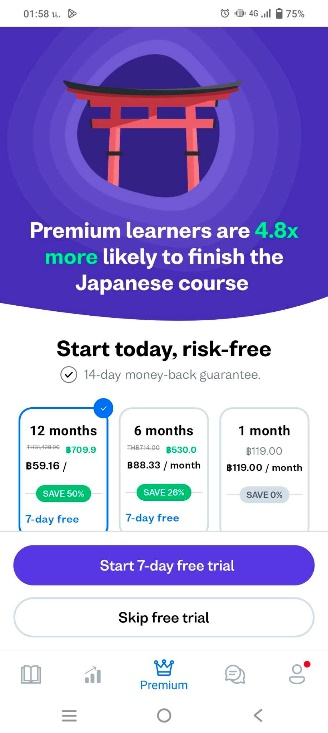 01:58 น.
4G 75%
Premium learners are 4.8x
more likely to finish the
Japanese course
Start today, risk-free
14-day money-back guarantee.
12 months
฿709.9
฿59.16 /
SAVE 50%
7-day free
6 months
THB714.00 ฿530.0
฿88.33 / month
SAVE 26%
7-day free
1 month
฿119.00
฿119.00 / month
SAVE 0%
Start 7-day free trial
Skip free trial
Premium